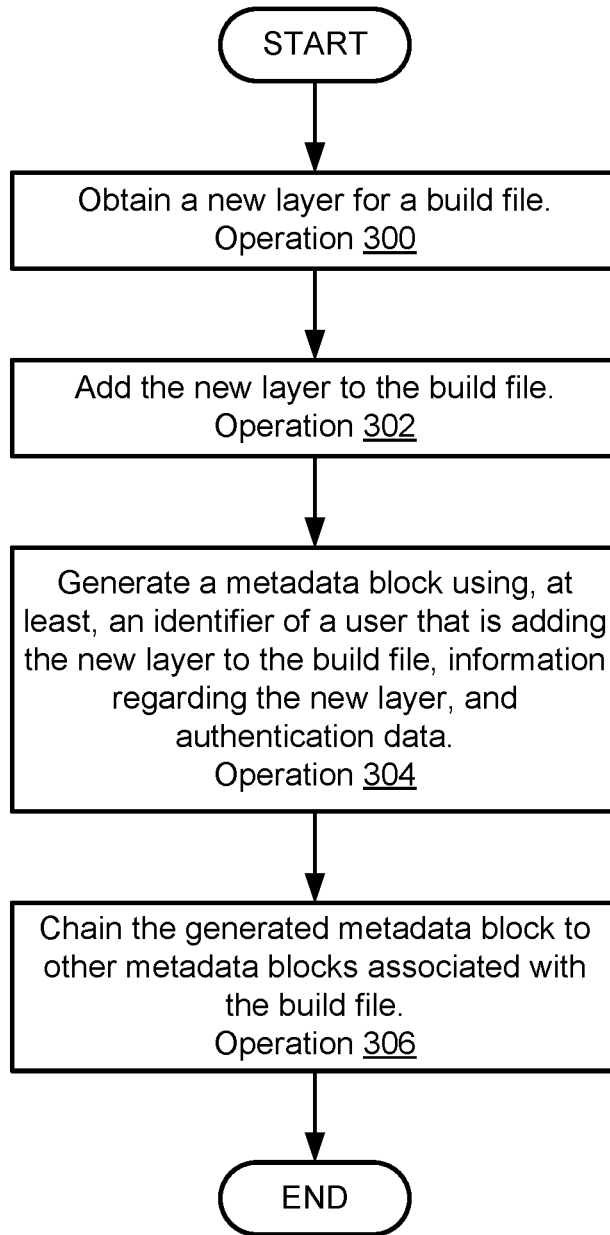 START
Obtain a new layer for a build file.
Operation 300
Add the new layer to the build file.
Operation 302
Generate a metadata block using, at
least, an identifier of a user that is adding
the new layer to the build file, information
regarding the new layer, and
authentication data.
Operation 304
Chain the generated metadata block to
other metadata blocks associated with
the build file.
Operation 306
END